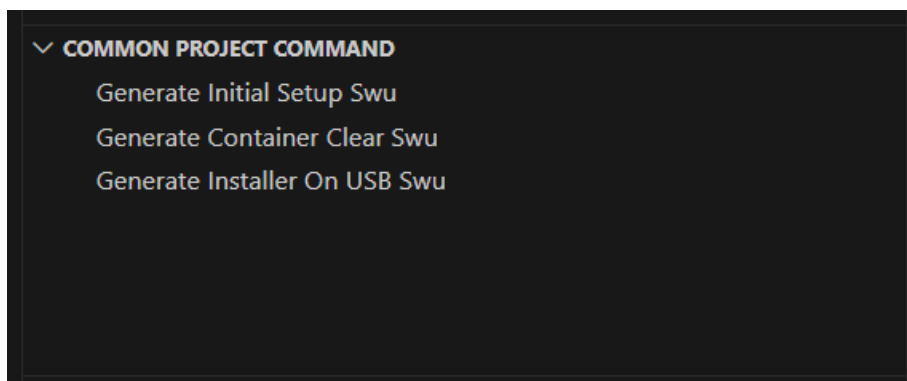 COMMON PROJECT COMMAND
Generate Initial Setup Swu
Generate Container Clear Swu
Generate Installer On USB Swu